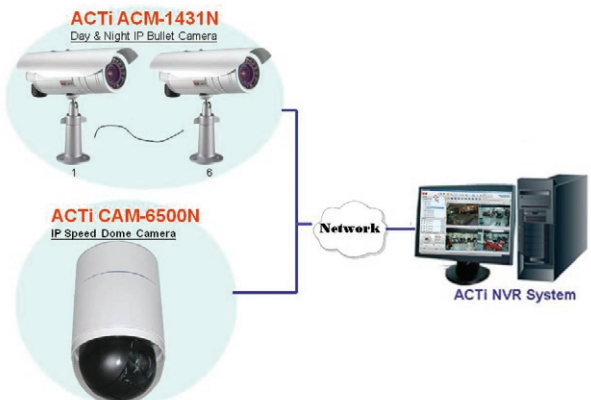 ACTi ACM-1431N
Day & Night IP Bullet Camera
1
6
ACTi CAM-6500N
IP Speed Dome Camera
Network
ACTi NVR System